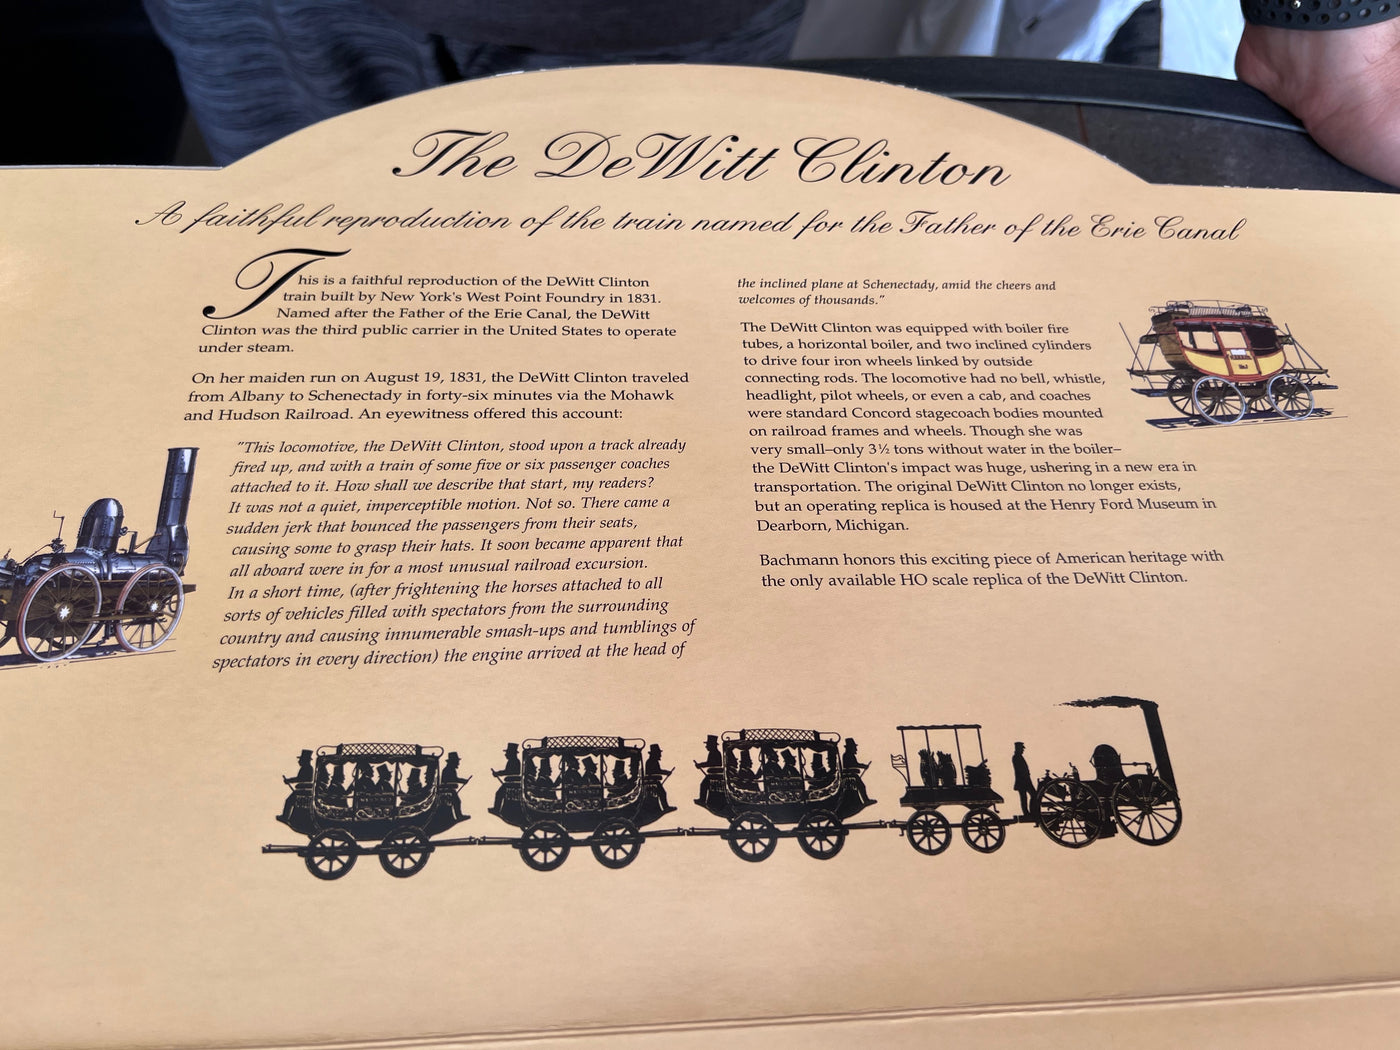 The DeWitt Clinton
A faithful reproduction of the train named for the Father of the Erie Canal
This is a faithful reproduction of the DeWitt Clinton
train built by New York's West Point Foundry in 1831.
Named after the Father of the Erie Canal, the DeWitt
Clinton was the third public carrier in the United States to operate
under steam.
On her maiden run on August 19, 1831, the DeWitt Clinton traveled
from Albany to Schenectady in forty-six minutes via the Mohawk
and Hudson Railroad. An eyewitness offered this account:
"This locomotive, the DeWitt Clinton, stood upon a track already
fired up, and with a train of some five or six passenger coaches
attached to it. How shall we describe that start, my readers?
It was not a quiet, imperceptible motion. Not so. There came a
sudden jerk that bounced the passengers from their seats,
causing some to grasp their hats. It soon became apparent that
all aboard were in for a most unusual railroad excursion.
In a short time, (after frightening the horses attached to all
sorts of vehicles filled with spectators from the surrounding
country and causing innumerable smash-ups and tumblings of
spectators in every direction) the engine arrived at the head of
the inclined plane at Schenectady, amid the cheers and
welcomes of thousands."
The DeWitt Clinton was equipped with boiler fire
tubes, a horizontal boiler, and two inclined cylinders
to drive four iron wheels linked by outside
connecting rods. The locomotive had no bell, whistle,
headlight, pilot wheels, or even a cab, and coaches
were standard Concord stagecoach bodies mounted
on railroad frames and wheels. Though she was
very small–only 3½ tons without water in the boiler–
the DeWitt Clinton's impact was huge, ushering in a new era in
transportation. The original DeWitt Clinton no longer exists,
but an operating replica is housed at the Henry Ford Museum in
Dearborn, Michigan.
Bachmann honors this exciting piece of American heritage with
the only available HO scale replica of the DeWitt Clinton.